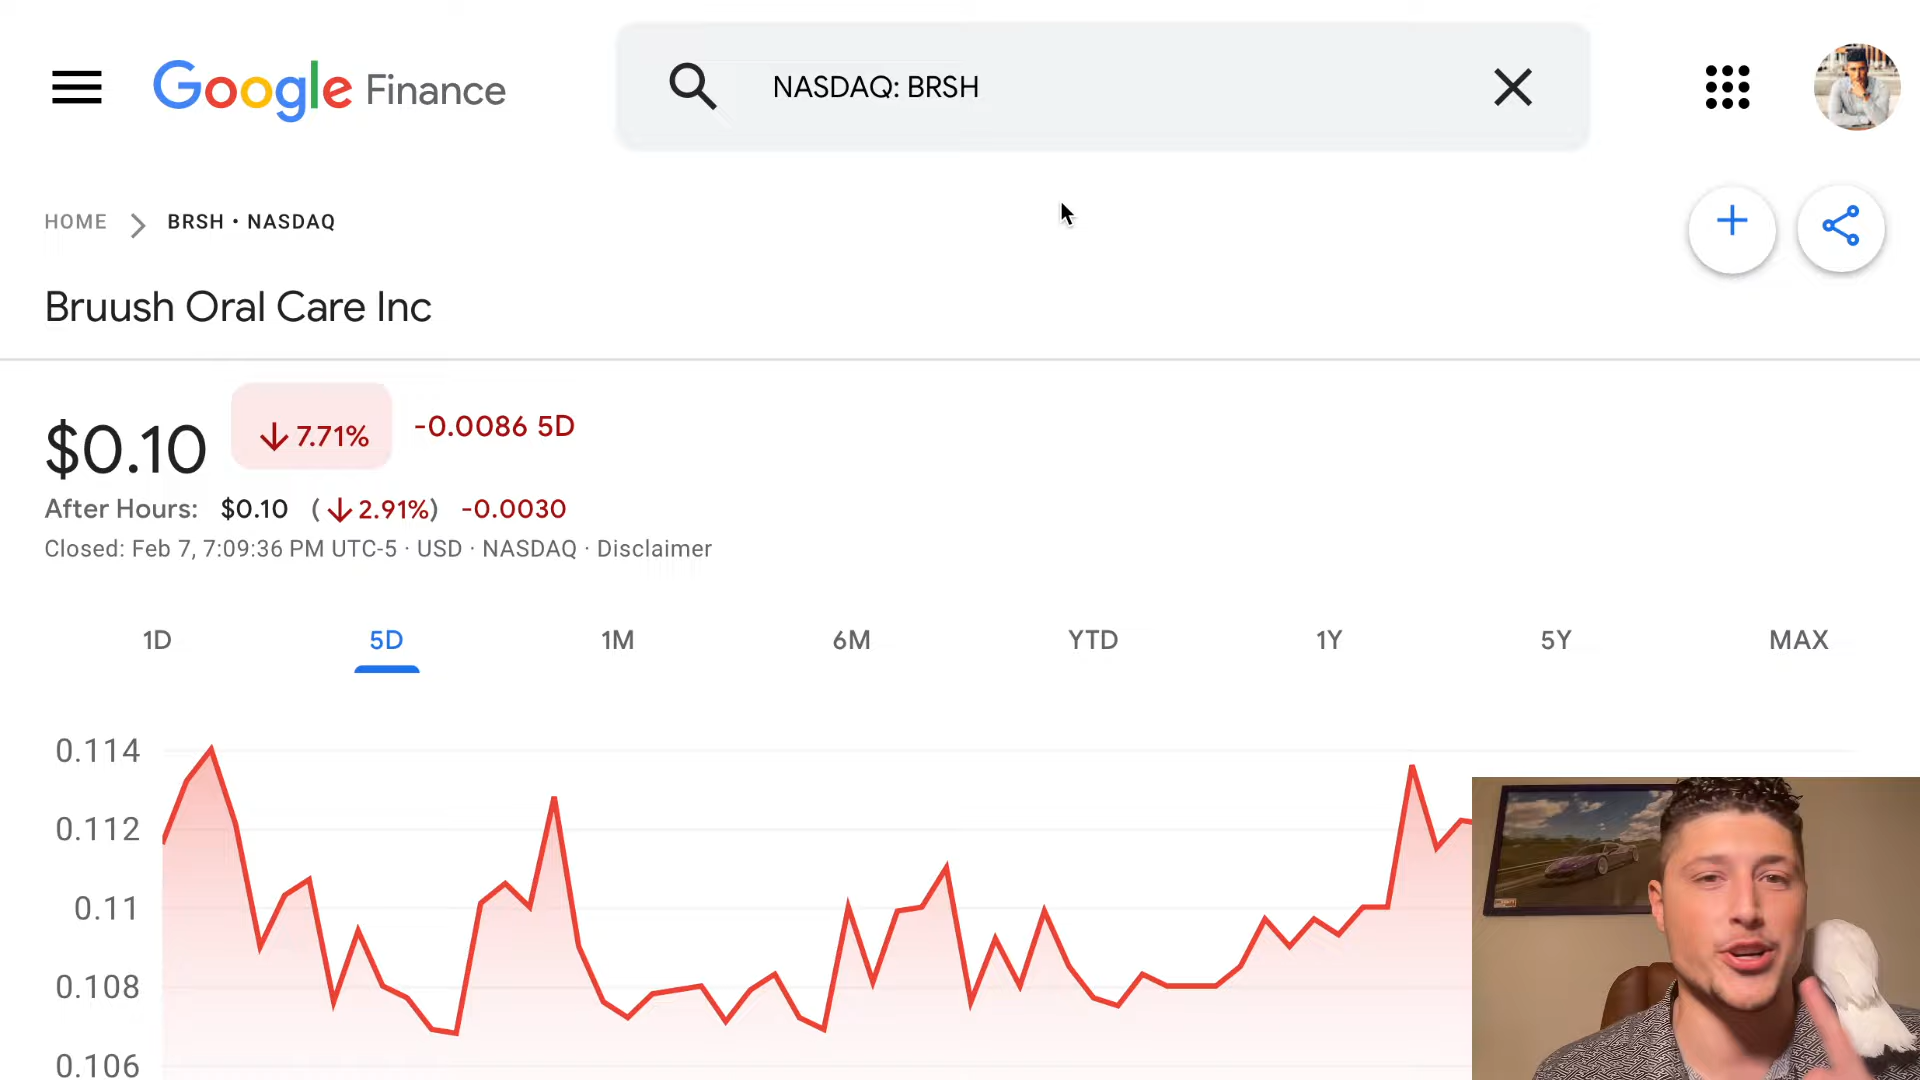 Google Finance
NASDAQ: BRSH
HOME > BRSH • NASDAQ
Bruush Oral Care Inc
$0.10 ↓ 7.71% -0.0086 5D
After Hours: $0.10 (↓ 2.91%) -0.0030
Closed: Feb 7, 7:09:36 PM UTC-5 · USD · NASDAQ · Disclaimer
1D 5D 1M 6M YTD 1Y 5Y MAX
0.114
0.112
0.11
0.108
0.106